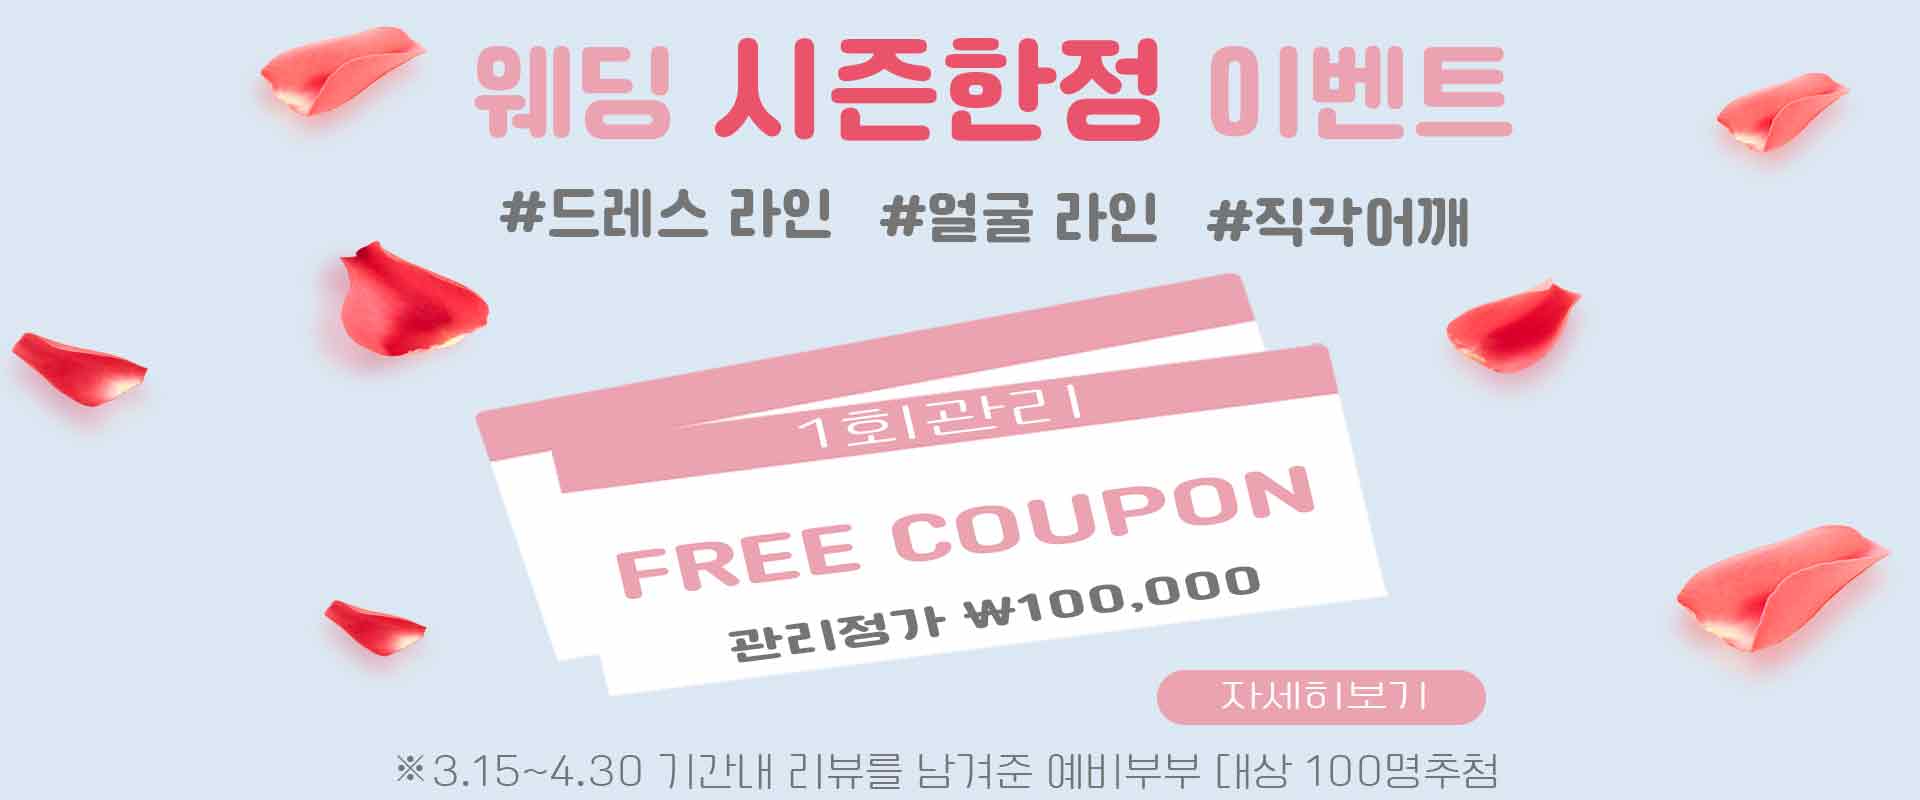 웨딩 시즌한정 이벤트
#드레스 라인 #얼굴 라인 #직각어깨
1회관리
FREE COUPON
관리정가 ₩100,000
자세히보기
※3.15~4.30 기간내 리뷰를 남겨준 예비부부 대상 100명추첨